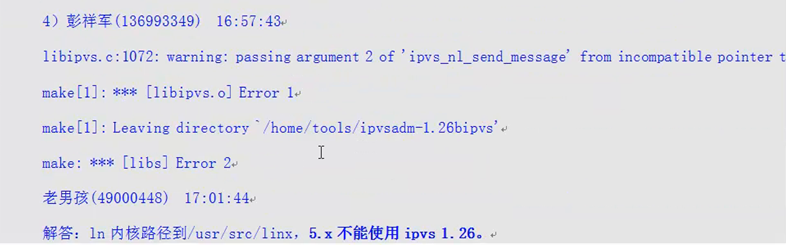 4）彭祥军(136993349) 16:57:43
libipvs.c:1072: warning: passing argument 2 of 'ipvs_nl_send_message' from incompatible pointer t
make[1]: *** [libipvs.o] Error 1
make[1]: Leaving directory `/home/tools/ipvsadm-1.26bipvs'
make: *** [libs] Error 2
老男孩(49000448) 17:01:44
解答：ln 内核路径到/usr/src/linx，5.x 不能使用 ipvs 1.26。